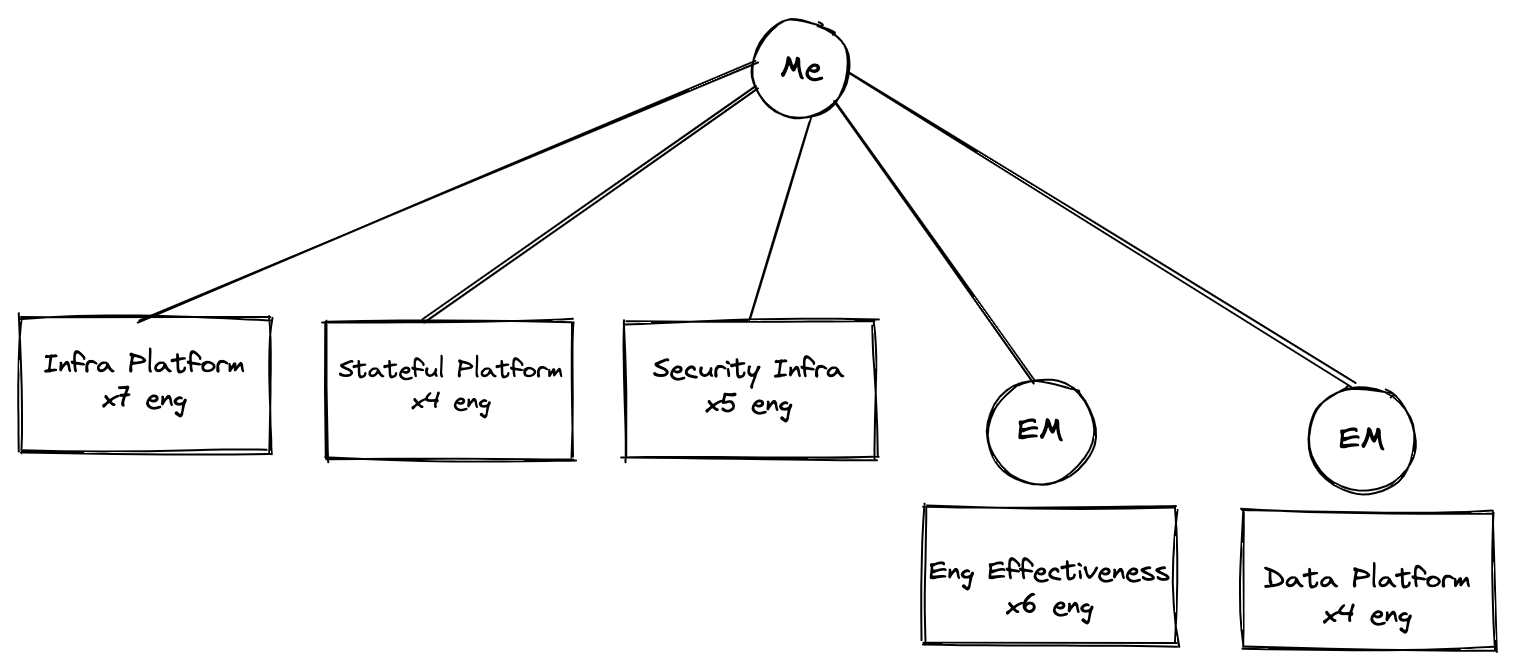 Me
Infra Platform
x7 eng
Stateful Platform
x4 eng
Security Infra
x5 eng
EM
EM
Eng Effectiveness
x6 eng
Data Platform
x4 eng